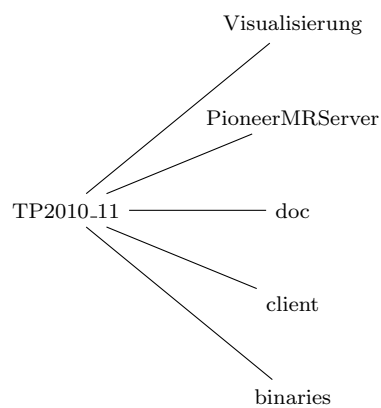 Visualisierung
PioneerMRServer
TP2010_11
doc
client
binaries